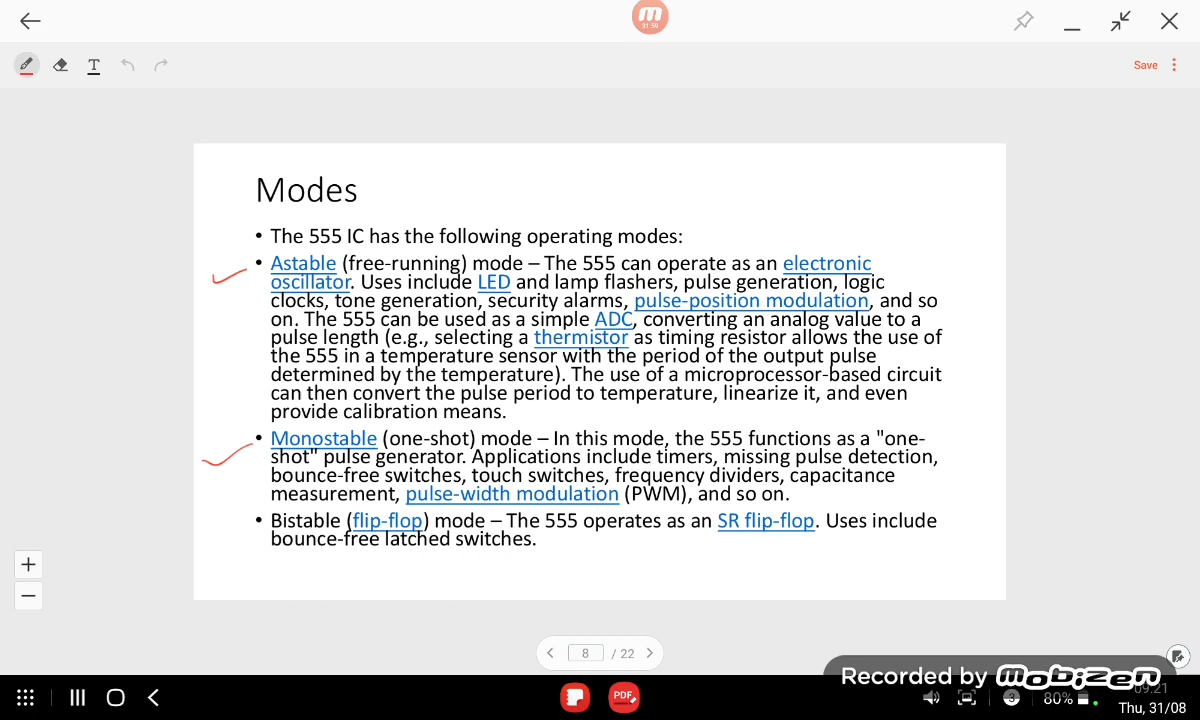 01:59
T
Save
Modes
• The 555 IC has the following operating modes:
• Astable (free-running) mode – The 555 can operate as an electronic
oscillator. Uses include LED and lamp flashers, pulse generation, logic
clocks, tone generation, security alarms, pulse-position modulation, and so
on. The 555 can be used as a simple ADC, converting an analog value to a
pulse length (e.g., selecting a thermistor as timing resistor allows the use of
the 555 in a temperature sensor with the period of the output pulse
determined by the temperature). The use of a microprocessor-based circuit
can then convert the pulse period to temperature, linearize it, and even
provide calibration means.
• Monostable (one-shot) mode – In this mode, the 555 functions as a "one-
shot" pulse generator. Applications include timers, missing pulse detection,
bounce-free switches, touch switches, frequency dividers, capacitance
measurement, pulse-width modulation (PWM), and so on.
• Bistable (flip-flop) mode – The 555 operates as an SR flip-flop. Uses include
bounce-free latched switches.
8 / 22
Recorded by mobizen
PDF
3 80% 09:21
Thu, 31/08